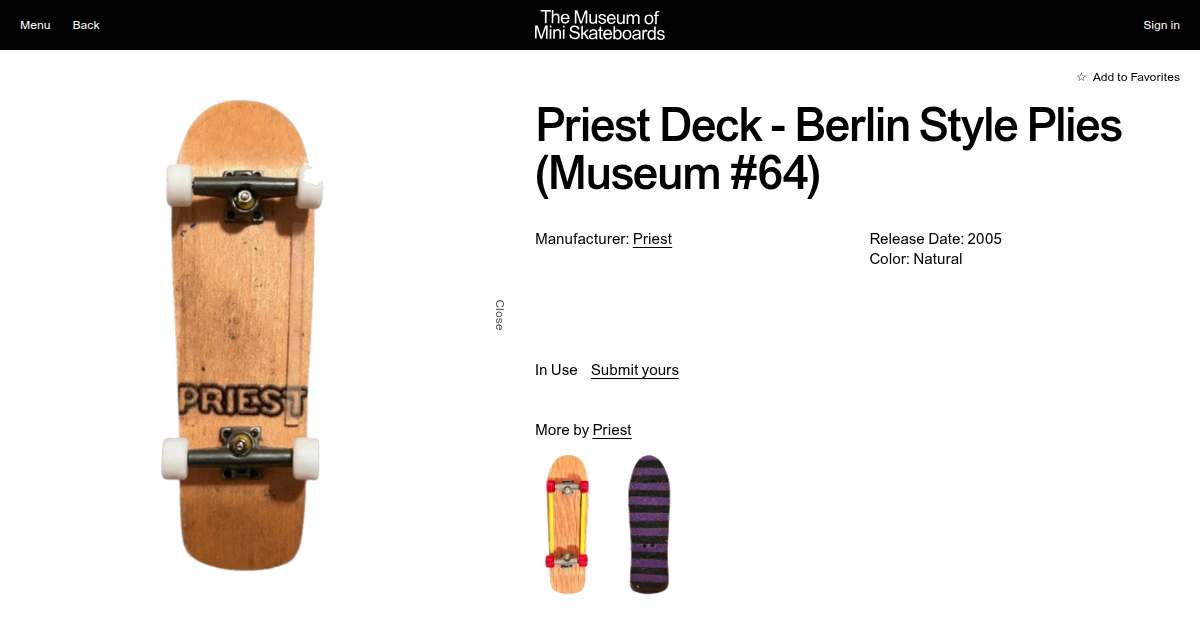 Menu
Back
The Museum of
Mini Skateboards
Sign in
☆ Add to Favorites
Priest Deck - Berlin Style Plies
(Museum #64)
Manufacturer: Priest
Release Date: 2005
Color: Natural
Close
PRIEST
In Use Submit yours
More by Priest